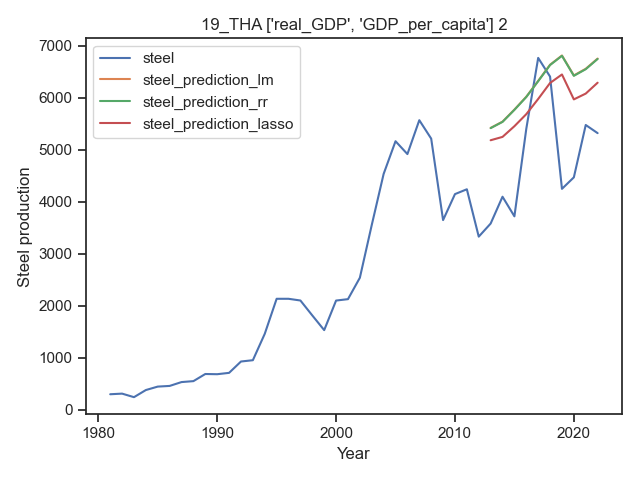 19_THA ['real_GDP', 'GDP_per_capita'] 2
steel
steel_prediction_lm
steel_prediction_rr
steel_prediction_lasso
Steel production
7000
6000
5000
4000
3000
2000
1000
0
1980
1990
2000
2010
2020
Year